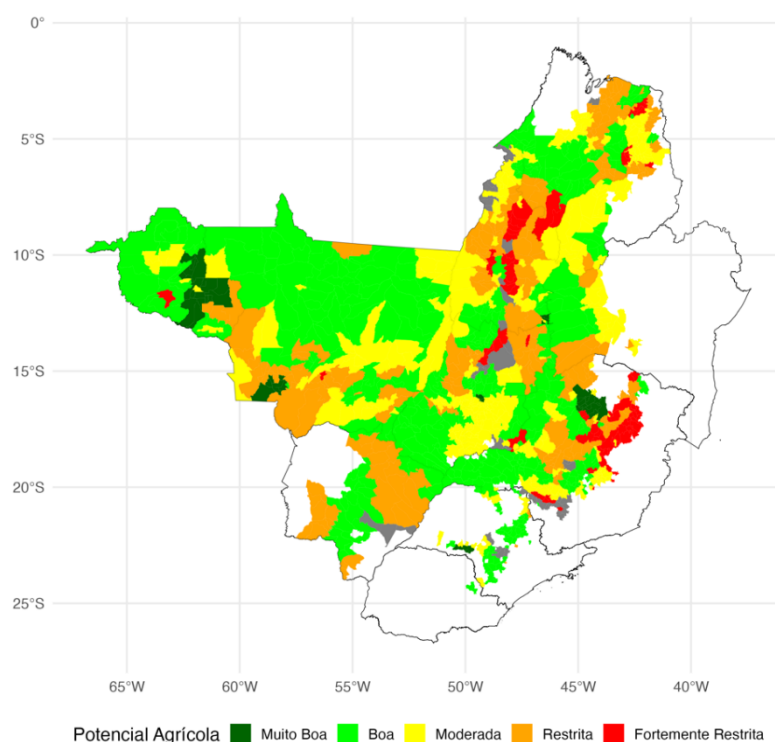 0°
5°S
10°S
15°S
20°S
25°S
65°W 60°W 55°W 50°W 45°W 40°W
Potencial Agrícola Muito Boa Boa Moderada Restrita Fortemente Restrita